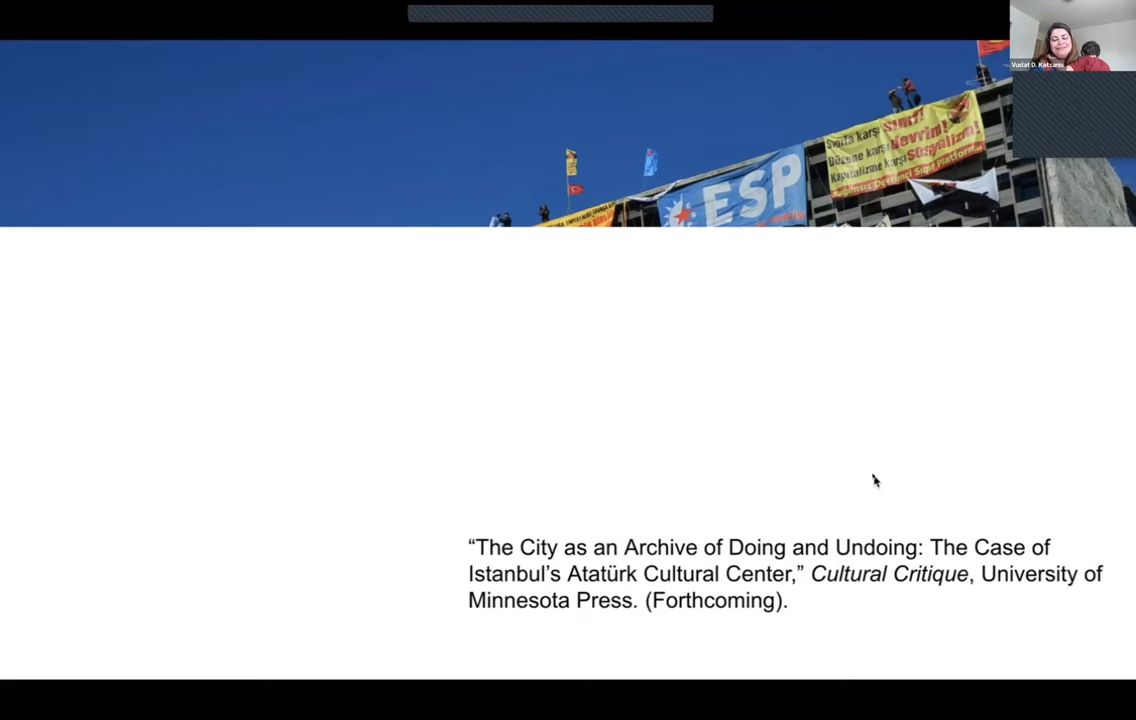 Vuslat D. Katsanis
Sınıfa karşı Sınıf!
Düzene karşı Devrim!
Kapitalizme karşı Sosyalizm!
ESP
“The City as an Archive of Doing and Undoing: The Case of
Istanbul’s Atatürk Cultural Center,” Cultural Critique, University of
Minnesota Press. (Forthcoming).